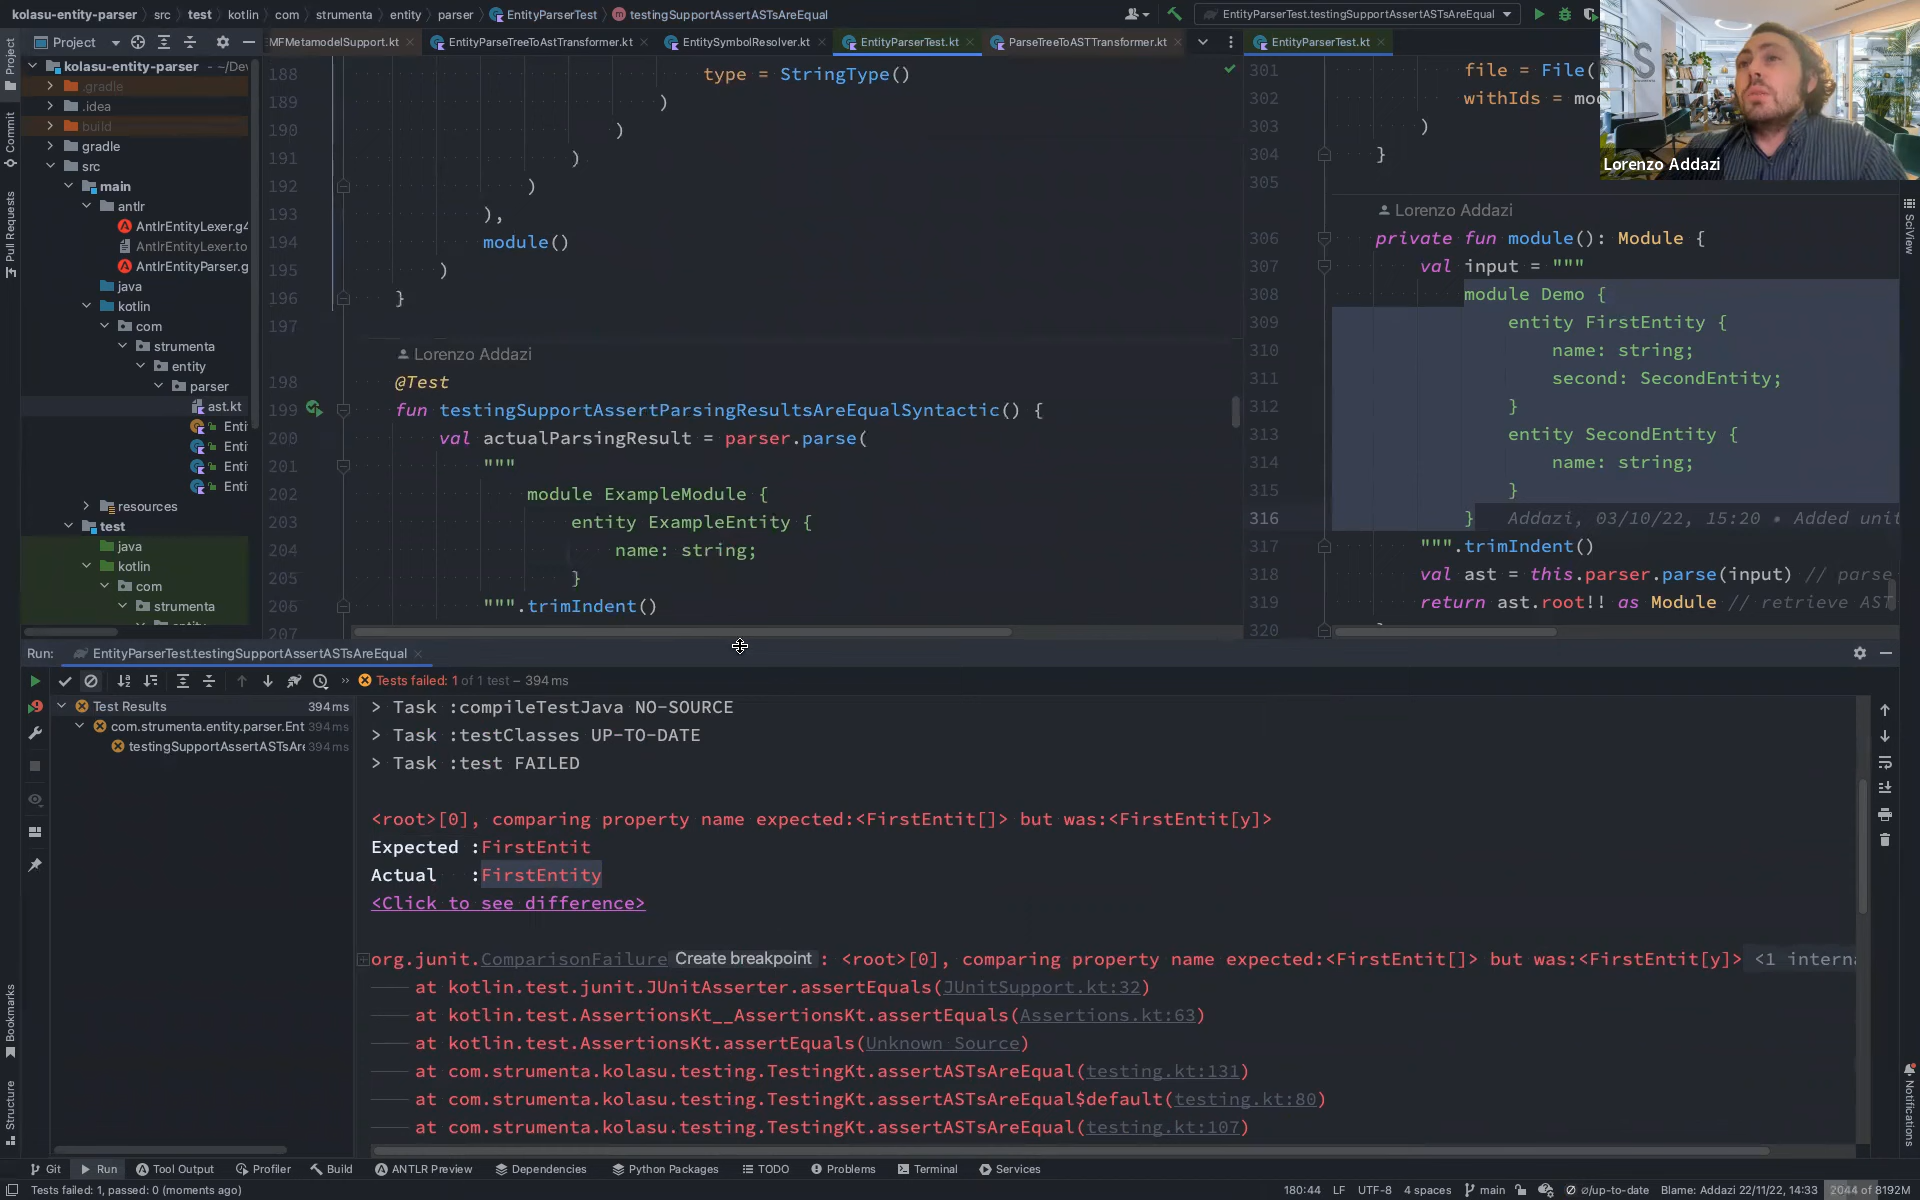 kolasu-entity-parser > src > test > kotlin > com > strumenta > entity > parser > EntityParserTest > testingSupportAssertASTsAreEqual
EntityParserTest.testingSupportAssertASTsAreEqual
Project
MFMetamodelSupport.kt
EntityParseTreeToAstTransformer.kt
EntitySymbolResolver.kt
EntityParserTest.kt
ParseTreeToASTTransformer.kt
EntityParserTest.kt
Project
Commit
Pull Requests
Bookmarks
Structure
kolasu-entity-parser - ~/Dev
.gradle
.idea
build
gradle
src
main
antlr
AntlrEntityLexer.g4
AntlrEntityLexer.to
AntlrEntityParser.g
java
kotlin
com
strumenta
entity
parser
ast.kt
Enti
Enti
Enti
Enti
resources
test
java
kotlin
com
strumenta
188 type = StringType()
189 )
190 )
191 )
192 )
193 ),
194 module()
195 )
196 }
197
Lorenzo Addazi
198 @Test
199 fun testingSupportAssertParsingResultsAreEqualSyntactic() {
200 val actualParsingResult = parser.parse(
201 """
202 module ExampleModule {
203 entity ExampleEntity {
204 name: string;
205 }
206 """.trimIndent()
207
301 file = File(
302 withIds = mod
303 )
304 }
305
Lorenzo Addazi
306 private fun module(): Module {
307 val input = """
308 module Demo {
309 entity FirstEntity {
310 name: string;
311 second: SecondEntity;
312 }
313 entity SecondEntity {
314 name: string;
315 }
316 } Addazi, 03/10/22, 15:20 • Added unit
317 """.trimIndent()
318 val ast = this.parser.parse(input) // parse
319 return ast.root!! as Module // retrieve AST
320
Lorenzo Addazi
SciView
Notifications
Run: EntityParserTest.testingSupportAssertASTsAreEqual
Tests failed: 1 of 1 test – 394 ms
Test Results 394 ms
com.strumenta.entity.parser.Ent 394 ms
testingSupportAssertASTsAre 394 ms
> Task :compileTestJava NO-SOURCE
> Task :testClasses UP-TO-DATE
> Task :test FAILED
<root>[0], comparing property name expected:<FirstEntit[]> but was:<FirstEntit[y]>
Expected :FirstEntit
Actual :FirstEntity
<Click to see difference>
org.junit.ComparisonFailure Create breakpoint : <root>[0], comparing property name expected:<FirstEntit[]> but was:<FirstEntit[y]> <1 interna
at kotlin.test.junit.JUnitAsserter.assertEquals(JUnitSupport.kt:32)
at kotlin.test.AssertionsKt__AssertionsKt.assertEquals(Assertions.kt:63)
at kotlin.test.AssertionsKt.assertEquals(Unknown Source)
at com.strumenta.kolasu.testing.TestingKt.assertASTsAreEqual(testing.kt:131)
at com.strumenta.kolasu.testing.TestingKt.assertASTsAreEqual$default(testing.kt:80)
at com.strumenta.kolasu.testing.TestingKt.assertASTsAreEqual(testing.kt:107)
Git Run Tool Output Profiler Build ANTLR Preview Dependencies Python Packages TODO Problems Terminal Services
Tests failed: 1, passed: 0 (moments ago)
180:44 LF UTF-8 4 spaces main ∅/up-to-date Blame: Addazi 22/11/22, 14:33 2044 of 8192M